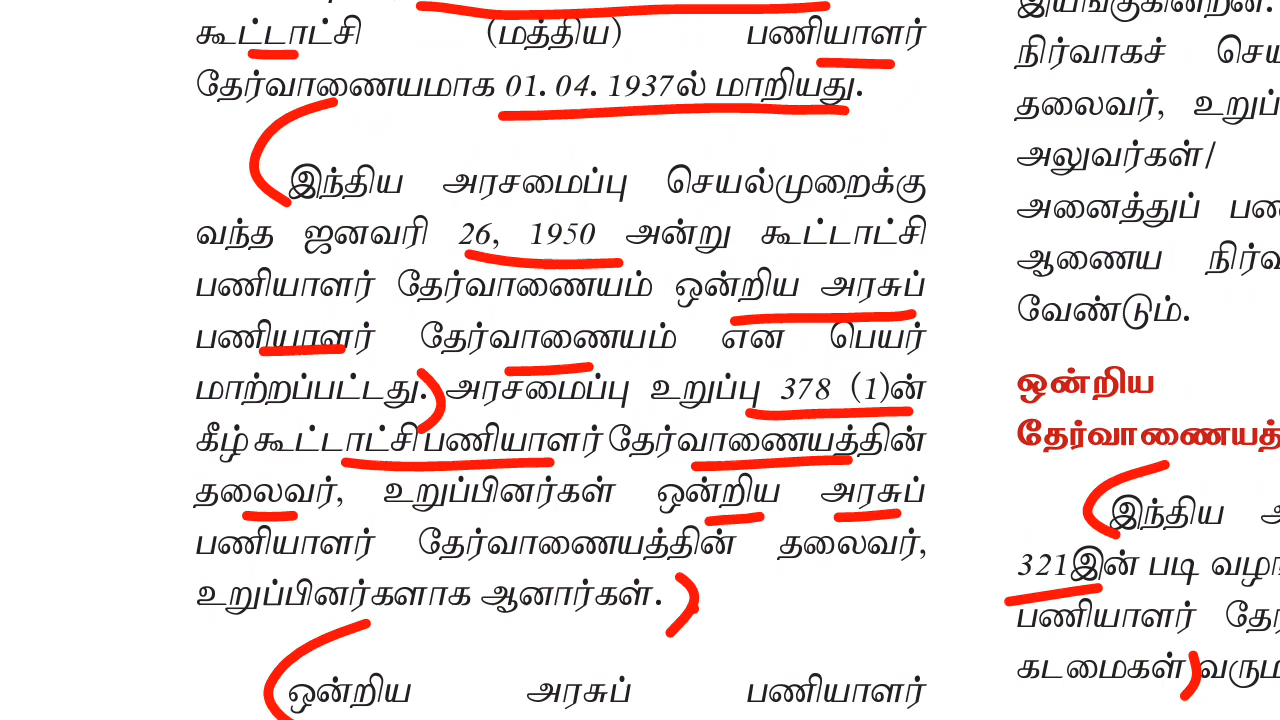 கூட்டாட்சி (மத்திய) பணியாளர்
தேர்வாணையமாக 01. 04. 1937ல் மாறியது.
இந்திய அரசமைப்பு செயல்முறைக்கு
வந்த ஜனவரி 26, 1950 அன்று கூட்டாட்சி
பணியாளர் தேர்வாணையம் ஒன்றிய அரசுப்
பணியாளர் தேர்வாணையம் என பெயர்
மாற்றப்பட்டது. அரசமைப்பு உறுப்பு 378 (1)ன்
கீழ் கூட்டாட்சி பணியாளர் தேர்வாணையத்தின்
தலைவர், உறுப்பினர்கள் ஒன்றிய அரசுப்
பணியாளர் தேர்வாணையத்தின் தலைவர்,
உறுப்பினர்களாக ஆனார்கள்.
ஒன்றிய அரசுப் பணியாளர்
இயங்குகின்றன.
நிர்வாகச்
தலைவர்,
அலுவர்கள்/
அனைத்துப்
ஆணைய
வேண்டும்.
ஒன்றிய
இந்திய
321இன் படி
பணியாளர்
கடமைகள்